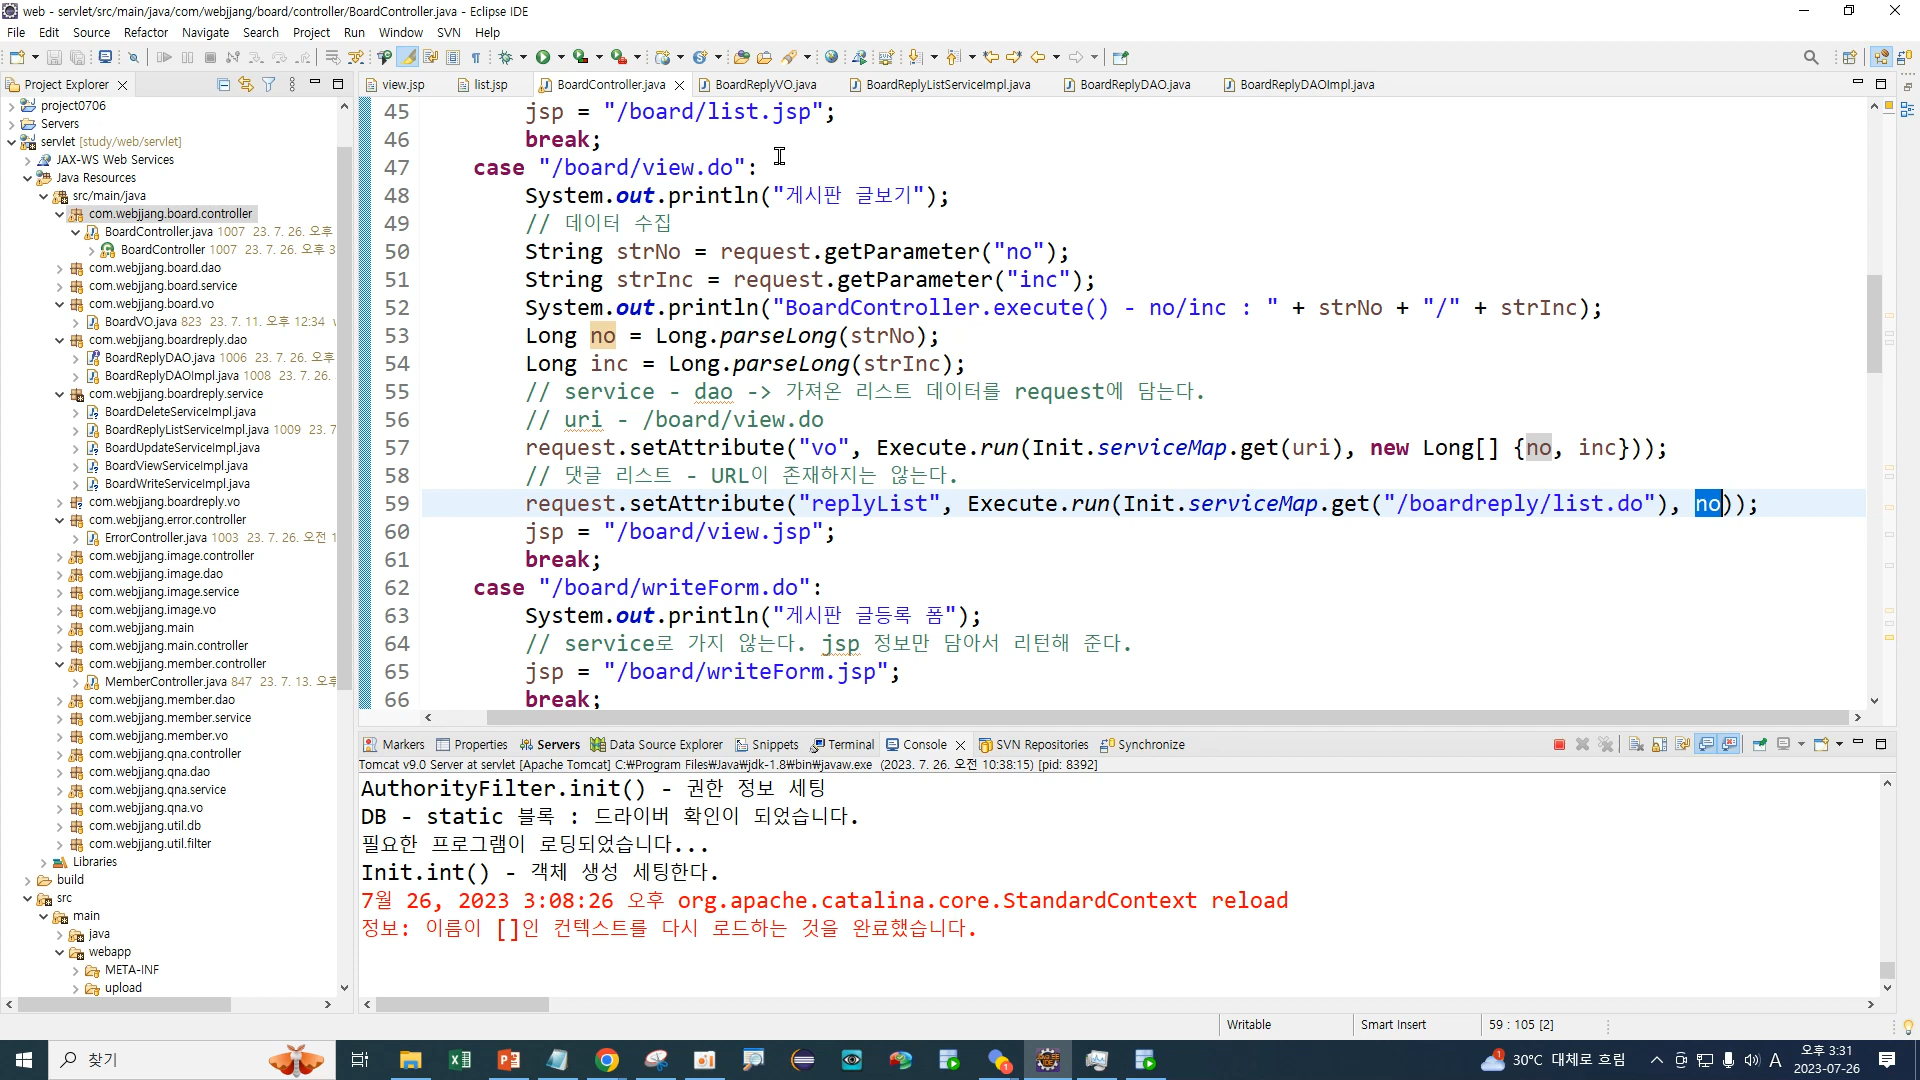 web - servlet/src/main/java/com/webjjang/board/controller/BoardController.java - Eclipse IDE
File Edit Source Refactor Navigate Search Project Run Window SVN Help
Project Explorer
project0706
Servers
servlet [study/web/servlet]
JAX-WS Web Services
Java Resources
src/main/java
com.webjjang.board.controller
BoardController.java 1007 23. 7. 26. 오후
BoardController 1007 23. 7. 26. 오후 3
com.webjjang.board.dao
com.webjjang.board.service
com.webjjang.board.vo
BoardVO.java 823 23. 7. 11. 오후 12:34
com.webjjang.boardreply.dao
BoardReplyDAO.java 1006 23. 7. 26. 오후
BoardReplyDAOImpl.java 1008 23. 7. 26.
com.webjjang.boardreply.service
BoardDeleteServiceImpl.java
BoardReplyListServiceImpl.java 1009 23. 7
BoardUpdateServiceImpl.java
BoardViewServiceImpl.java
BoardWriteServiceImpl.java
com.webjjang.boardreply.vo
com.webjjang.error.controller
ErrorController.java 1003 23. 7. 26. 오전 1
com.webjjang.image.controller
com.webjjang.image.dao
com.webjjang.image.service
com.webjjang.image.vo
com.webjjang.main
com.webjjang.main.controller
com.webjjang.member.controller
MemberController.java 847 23. 7. 13. 오후
com.webjjang.member.dao
com.webjjang.member.service
com.webjjang.member.vo
com.webjjang.qna.controller
com.webjjang.qna.dao
com.webjjang.qna.service
com.webjjang.qna.vo
com.webjjang.util.db
com.webjjang.util.filter
Libraries
build
src
main
java
webapp
META-INF
upload
view.jsp list.jsp BoardController.java BoardReplyVO.java BoardReplyListServiceImpl.java BoardReplyDAO.java BoardReplyDAOImpl.java
45 jsp = "/board/list.jsp";
46 break;
47 case "/board/view.do":
48 System.out.println("게시판 글보기");
49 // 데이터 수집
50 String strNo = request.getParameter("no");
51 String strInc = request.getParameter("inc");
52 System.out.println("BoardController.execute() - no/inc : " + strNo + "/" + strInc);
53 Long no = Long.parseLong(strNo);
54 Long inc = Long.parseLong(strInc);
55 // service - dao -> 가져온 리스트 데이터를 request에 담는다.
56 // uri - /board/view.do
57 request.setAttribute("vo", Execute.run(Init.serviceMap.get(uri), new Long[] {no, inc}));
58 // 댓글 리스트 - URL이 존재하지는 않는다.
59 request.setAttribute("replyList", Execute.run(Init.serviceMap.get("/boardreply/list.do"), no));
60 jsp = "/board/view.jsp";
61 break;
62 case "/board/writeForm.do":
63 System.out.println("게시판 글등록 폼");
64 // service로 가지 않는다. jsp 정보만 담아서 리턴해 준다.
65 jsp = "/board/writeForm.jsp";
66 break;
Markers Properties Servers Data Source Explorer Snippets Terminal Console SVN Repositories Synchronize
Tomcat v9.0 Server at servlet [Apache Tomcat] C:₩Program Files₩Java₩jdk-1.8₩bin₩javaw.exe (2023. 7. 26. 오전 10:38:15) [pid: 8392]
AuthorityFilter.init() - 권한 정보 세팅
DB - static 블록 : 드라이버 확인이 되었습니다.
필요한 프로그램이 로딩되었습니다...
Init.int() - 객체 생성 세팅한다.
7월 26, 2023 3:08:26 오후 org.apache.catalina.core.StandardContext reload
정보: 이름이 []인 컨텍스트를 다시 로드하는 것을 완료했습니다.
Writable Smart Insert 59 : 105 [2]
찾기
30°C 대체로 흐림
A
오후 3:31
2023-07-26